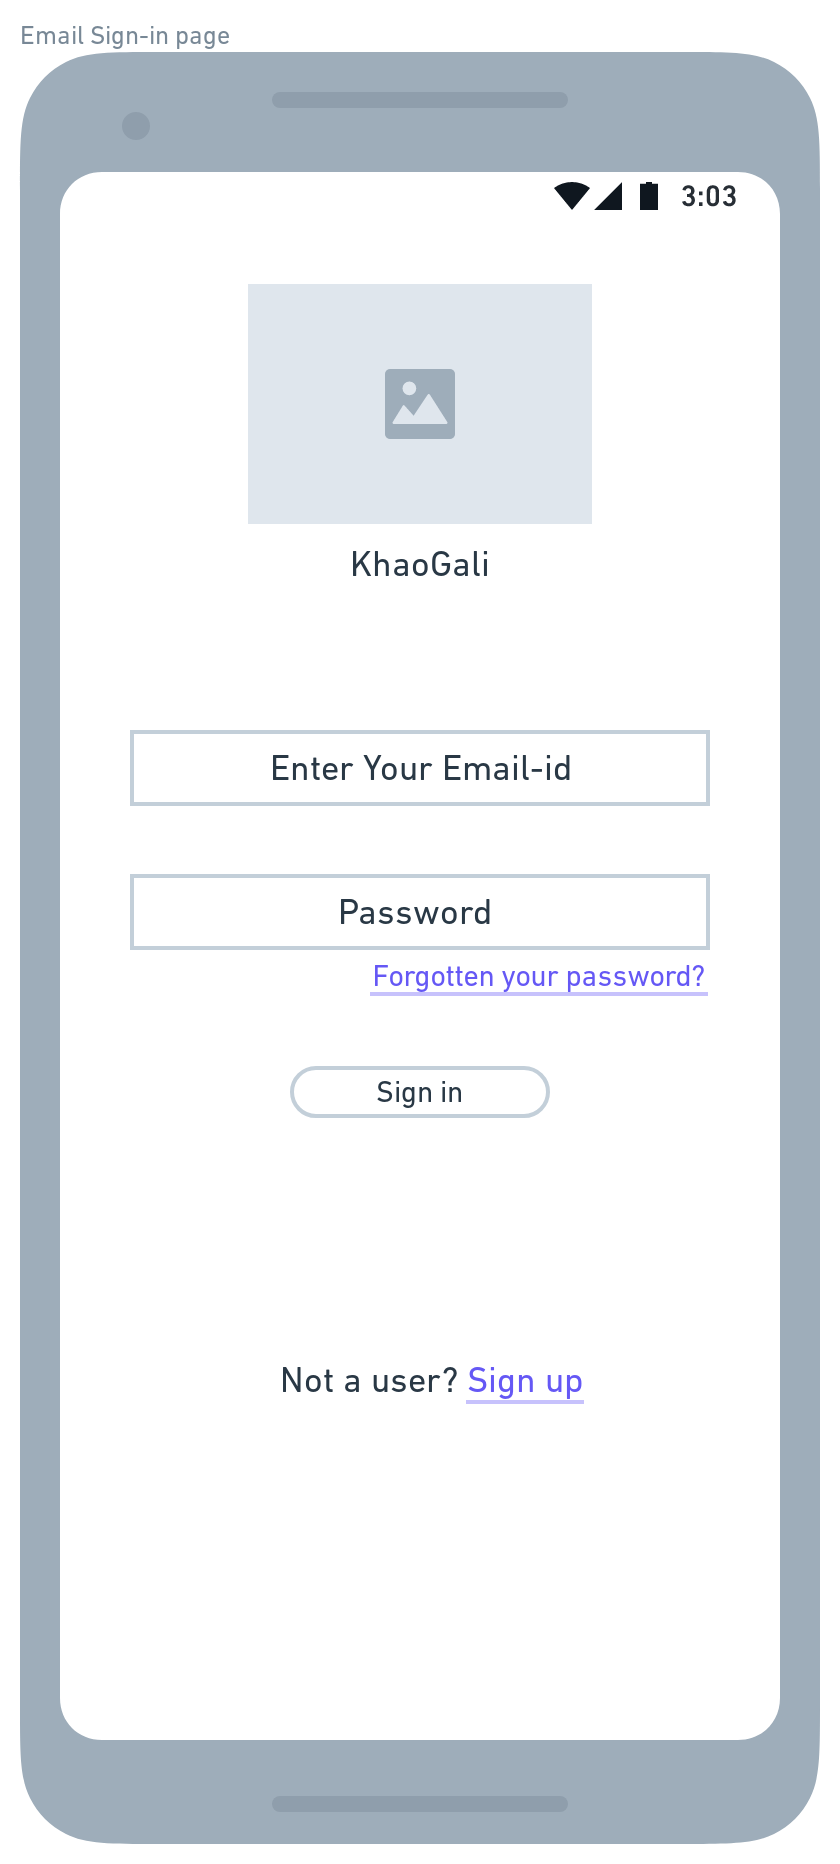 Email Sign-in page
3:03
KhaoGali
Enter Your Email-id
Password
Forgotten your password?
Sign in
Not a user? Sign up